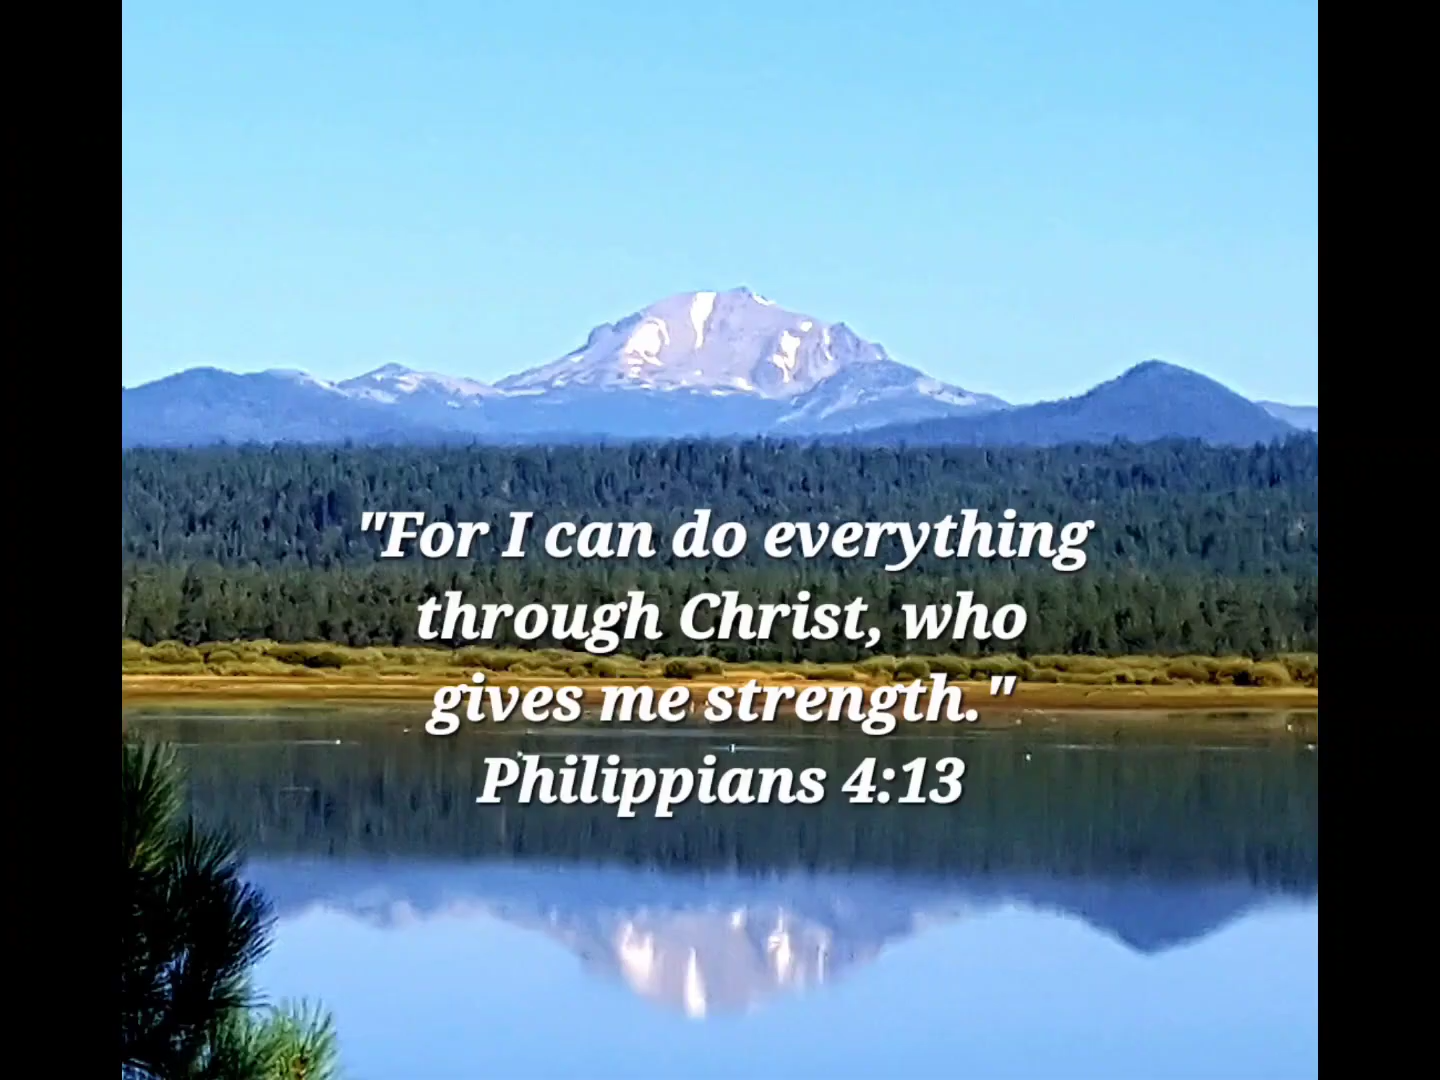 "For I can do everything
through Christ, who
gives me strength."
Philippians 4:13